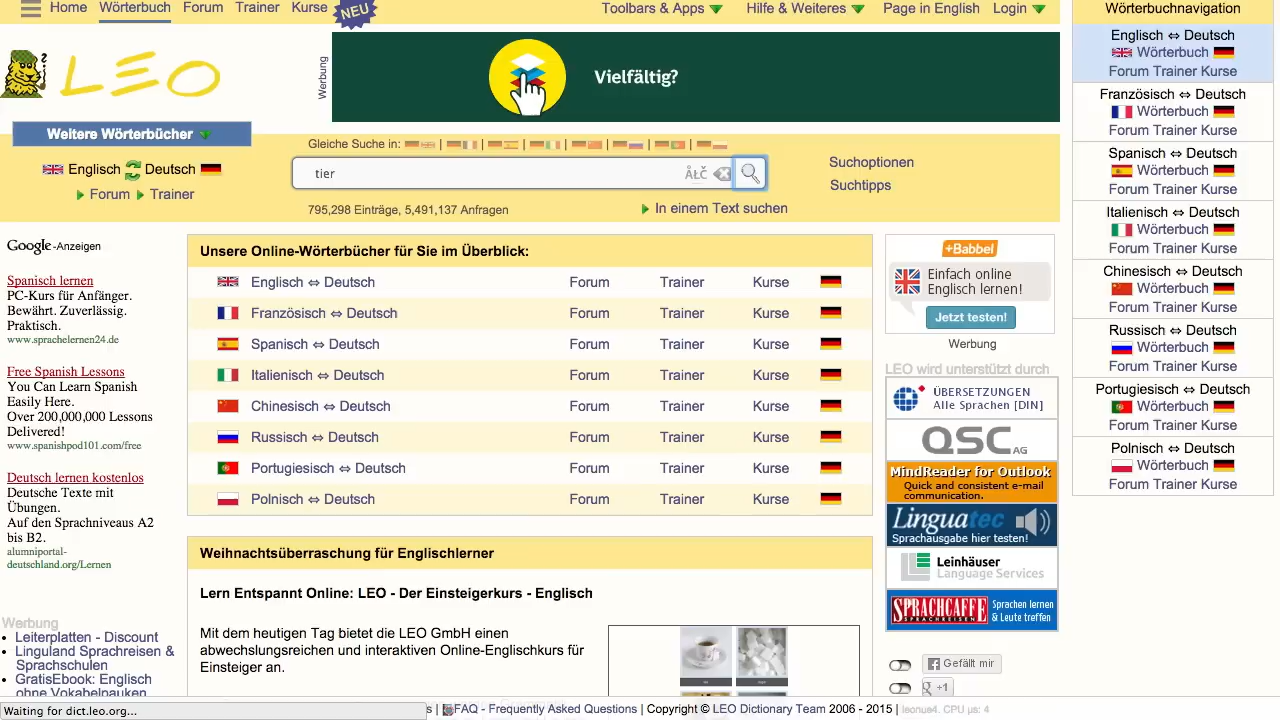 Home Wörterbuch Forum Trainer Kurse NEU
Toolbars & Apps Hilfe & Weiteres Page in English Login
LEO
Werbung
Vielfältig?
Weitere Wörterbücher
Englisch Deutsch
Forum Trainer
Gleiche Suche in: | | | | | | |
tier ÅŁČ
795,298 Einträge, 5,491,137 Anfragen
In einem Text suchen
Suchoptionen
Suchtipps
Google-Anzeigen
Spanisch lernen
PC-Kurs für Anfänger.
Bewährt. Zuverlässig.
Praktisch.
www.sprachelernen24.de
Free Spanish Lessons
You Can Learn Spanish
Easily Here.
Over 200,000,000 Lessons
Delivered!
www.spanishpod101.com/free
Deutsch lernen kostenlos
Deutsche Texte mit
Übungen.
Auf den Sprachniveaus A2
bis B2.
alumniportal-
deutschland.org/Lernen
Werbung
• Leiterplatten - Discount
• Linguland Sprachreisen &
Sprachschulen
• GratisEbook: Englisch
ohne Vokabelpauken
Unsere Online-Wörterbücher für Sie im Überblick:
Englisch ⇔ Deutsch Forum Trainer Kurse
Französisch ⇔ Deutsch Forum Trainer Kurse
Spanisch ⇔ Deutsch Forum Trainer Kurse
Italienisch ⇔ Deutsch Forum Trainer Kurse
Chinesisch ⇔ Deutsch Forum Trainer Kurse
Russisch ⇔ Deutsch Forum Trainer Kurse
Portugiesisch ⇔ Deutsch Forum Trainer Kurse
Polnisch ⇔ Deutsch Forum Trainer Kurse
Weihnachtsüberraschung für Englischlerner
Lern Entspannt Online: LEO - Der Einsteigerkurs - Englisch
Mit dem heutigen Tag bietet die LEO GmbH einen
abwechslungsreichen und interaktiven Online-Englischkurs für
Einsteiger an.
+Babbel
Einfach online
Englisch lernen!
Jetzt testen!
Werbung
LEO wird unterstützt durch
ÜBERSETZUNGEN
Alle Sprachen [DIN]
QSC AG
MindReader for Outlook
Quick and consistent e-mail
communication.
Linguatec
Sprachausgabe hier testen!
Leinhäuser
Language Services
SPRACHCAFFE
SPRACHREISEN
Sprachen lernen
& Leute treffen
Gefällt mir
+1
Wörterbuchnavigation
Englisch ⇔ Deutsch
Wörterbuch
Forum Trainer Kurse
Französisch ⇔ Deutsch
Wörterbuch
Forum Trainer Kurse
Spanisch ⇔ Deutsch
Wörterbuch
Forum Trainer Kurse
Italienisch ⇔ Deutsch
Wörterbuch
Forum Trainer Kurse
Chinesisch ⇔ Deutsch
Wörterbuch
Forum Trainer Kurse
Russisch ⇔ Deutsch
Wörterbuch
Forum Trainer Kurse
Portugiesisch ⇔ Deutsch
Wörterbuch
Forum Trainer Kurse
Polnisch ⇔ Deutsch
Wörterbuch
Forum Trainer Kurse
Waiting for dict.leo.org...
s | FAQ - Frequently Asked Questions | Copyright © LEO Dictionary Team 2006 - 2015 | leonue4. CPU µs: 4